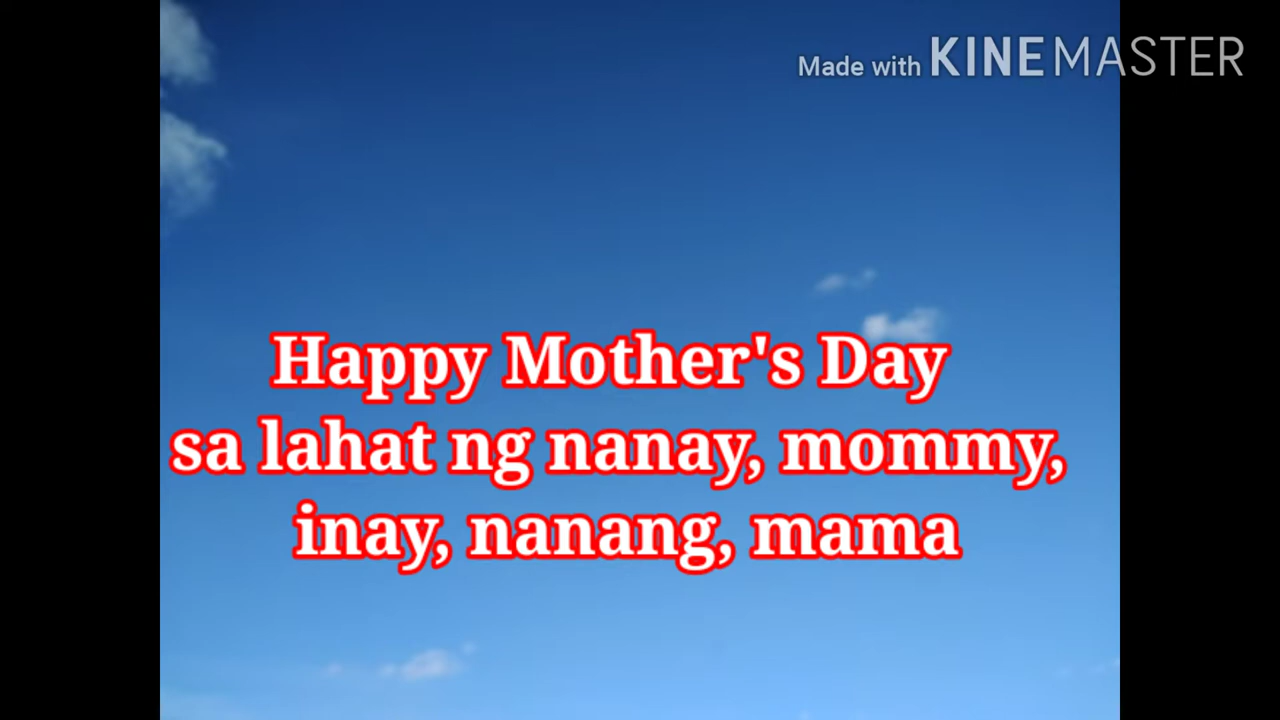 Made with KINEMASTER
Happy Mother's Day
sa lahat ng nanay, mommy,
inay, nanang, mama